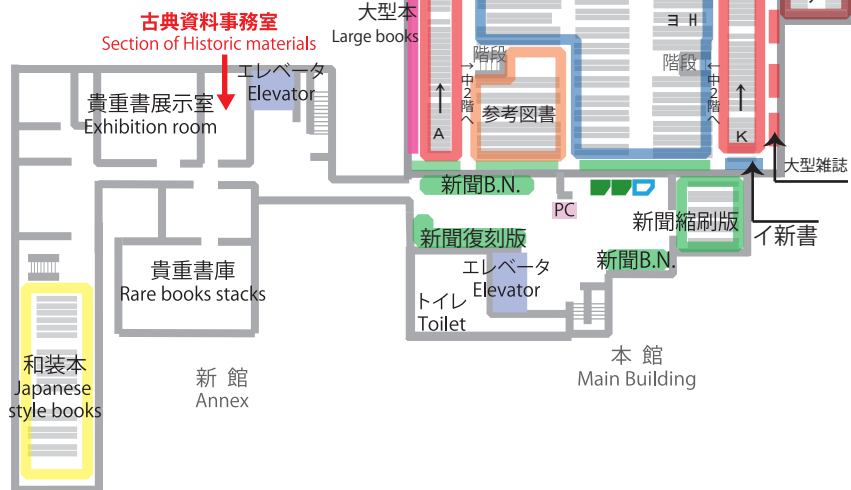 大型本
Large books
古典資料事務室
Section of Historic materials
エレベータ
Elevator
貴重書展示室
Exhibition room
A
階段
↑中2階へ
参考図書
ヨ H
階段
↑中2階へ
K
大型雑誌
新聞B.N.
PC
新聞縮刷版
イ新書
新聞復刻版
新聞B.N.
エレベータ
Elevator
トイレ
Toilet
貴重書庫
Rare books stacks
和装本
Japanese
style books
新 館
Annex
本 館
Main Building